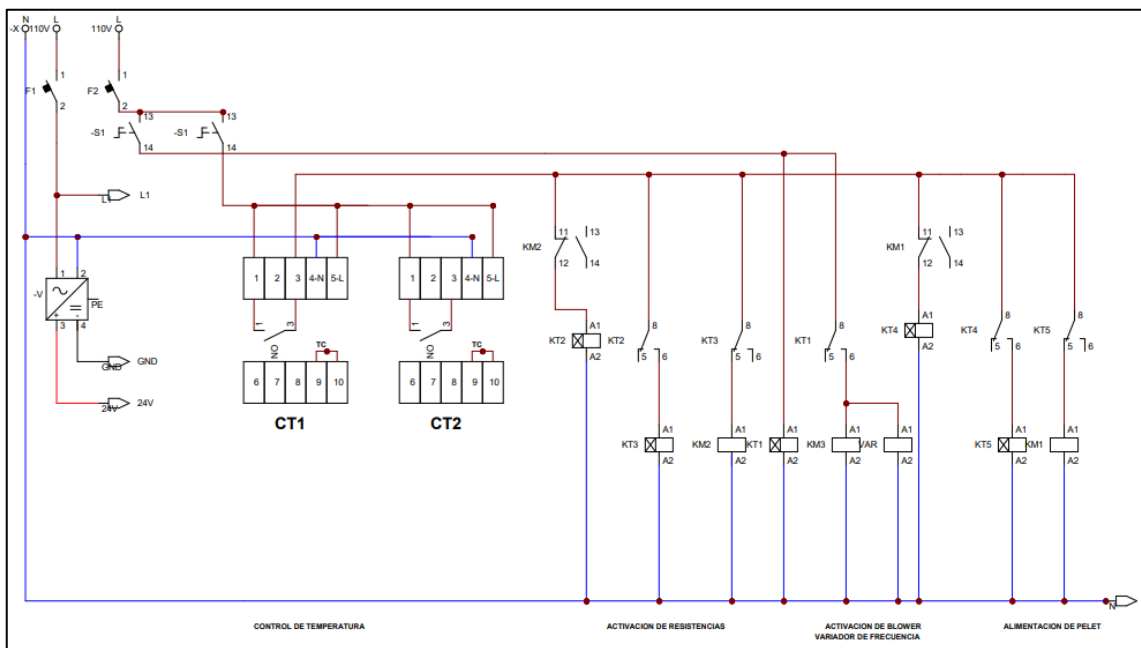 N L L
-X 110V 110V
1 1
F1 F2
2 2
13 13
-S1 -S1
14 14
L1 L1
11 13 11 13
KM2 KM1
12 14 12 14
1 2 1 2 3 4-N 5-L 1 2 3 4-N 5-L
-V PE
3 4
+ -
1 3 1 3
NO NO
TC TC
A1 A1
KT2 KT4
A2 A2
8 8 8 8 8
KT2 KT3 KT1 KT4 KT5
5 6 5 6 5 6 5 6 5 6
GND GND
24V 24V
6 7 8 9 10 6 7 8 9 10
CT1 CT2
A1 A1 A1 A1 A1 A1 A1
KT3 KM2 KT1 KM3 VAR KT5 KM1
A2 A2 A2 A2 A2 A2 A2
N
CONTROL DE TEMPERATURA ACTIVACION DE RESISTENCIAS ACTIVACION DE BLOWER ALIMENTACION DE PELET
VARIADOR DE FRECUENCIA